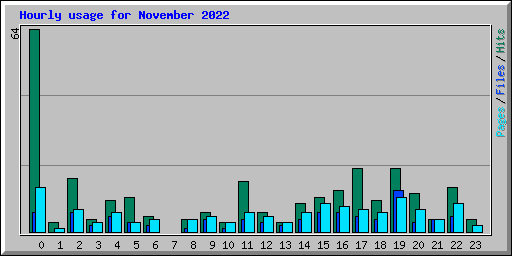 Hourly usage for November 2022
64
Pages/Files/Hits
0 1 2 3 4 5 6 7 8 9 10 11 12 13 14 15 16 17 18 19 20 21 22 23